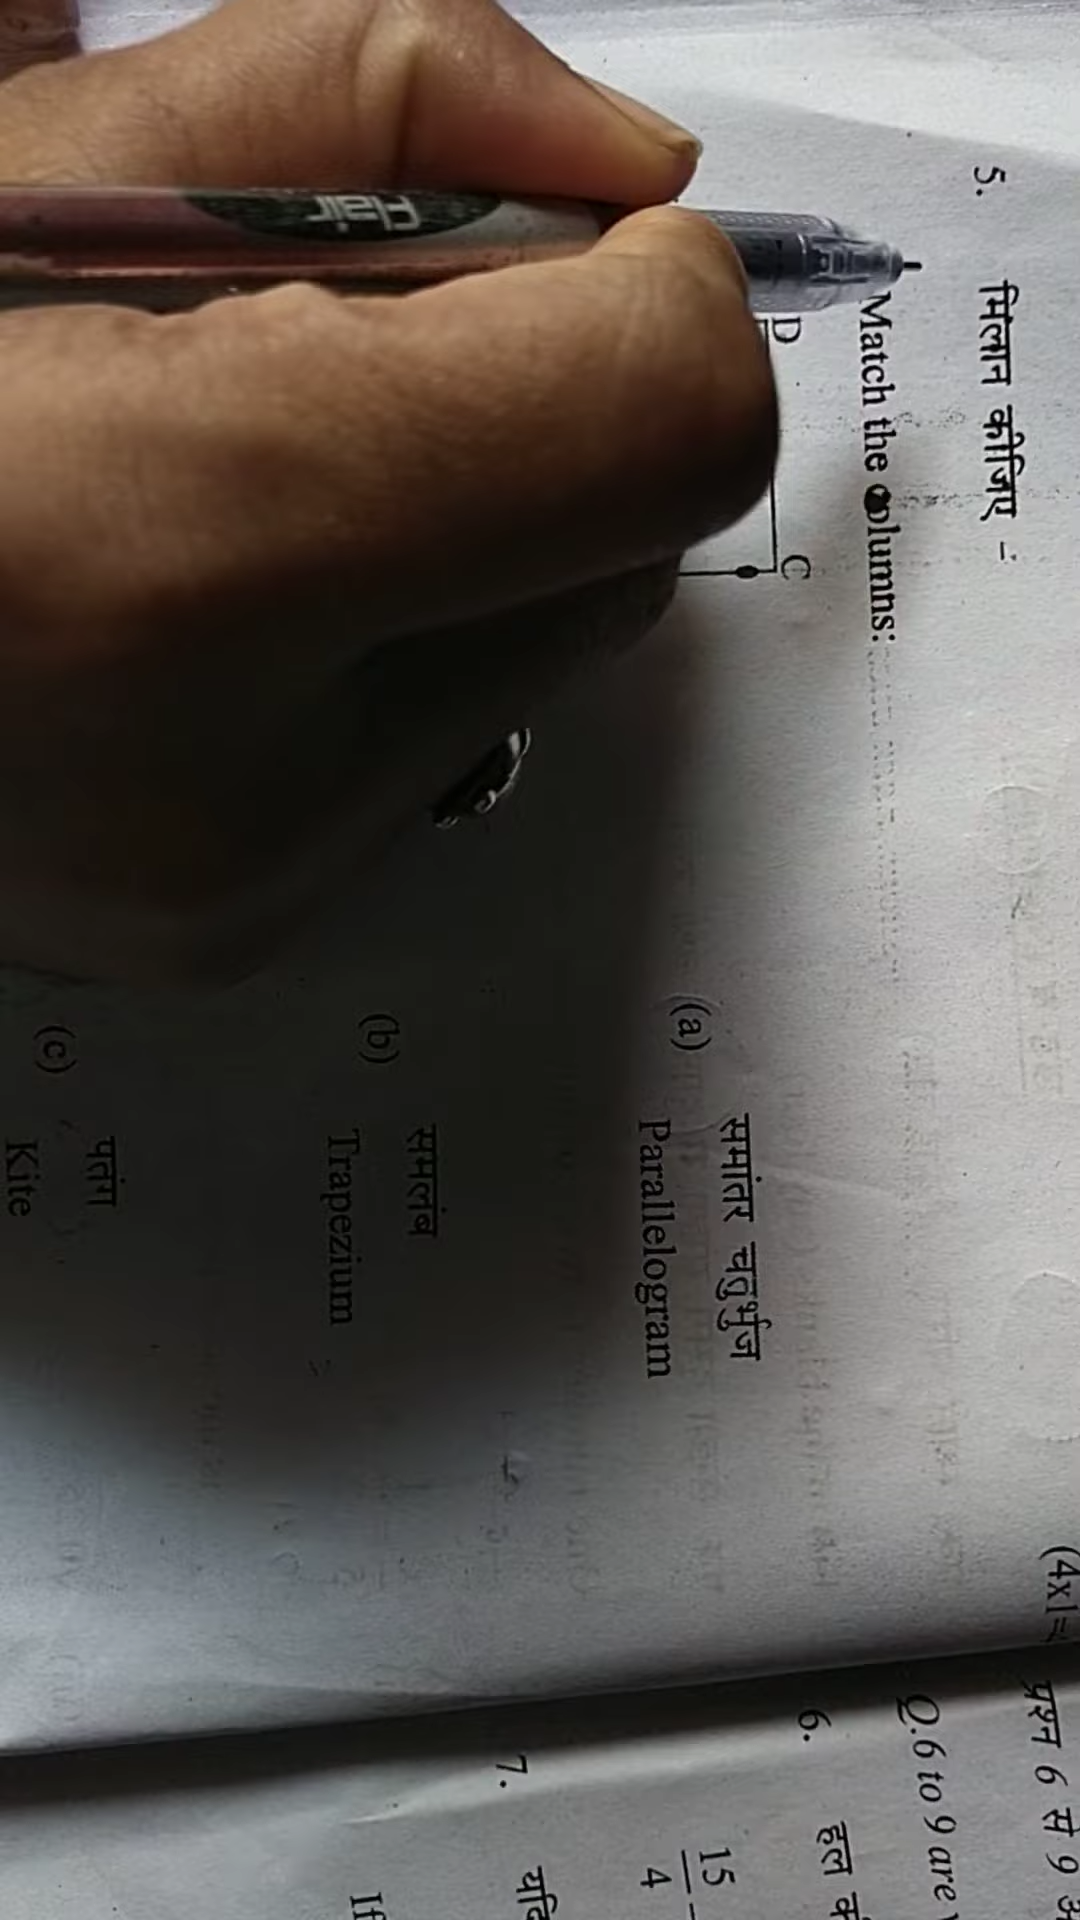 (4x1=
5. मिलान कीजिए -
Match the columns:
D C
(a) समांतर चतुर्भुज
Parallelogram
(b) समलंब
Trapezium
(c) पतंग
Kite
Flair
प्रश्न 6 से 9
Q.6 to 9 are
6. हल
15
4
7.
If